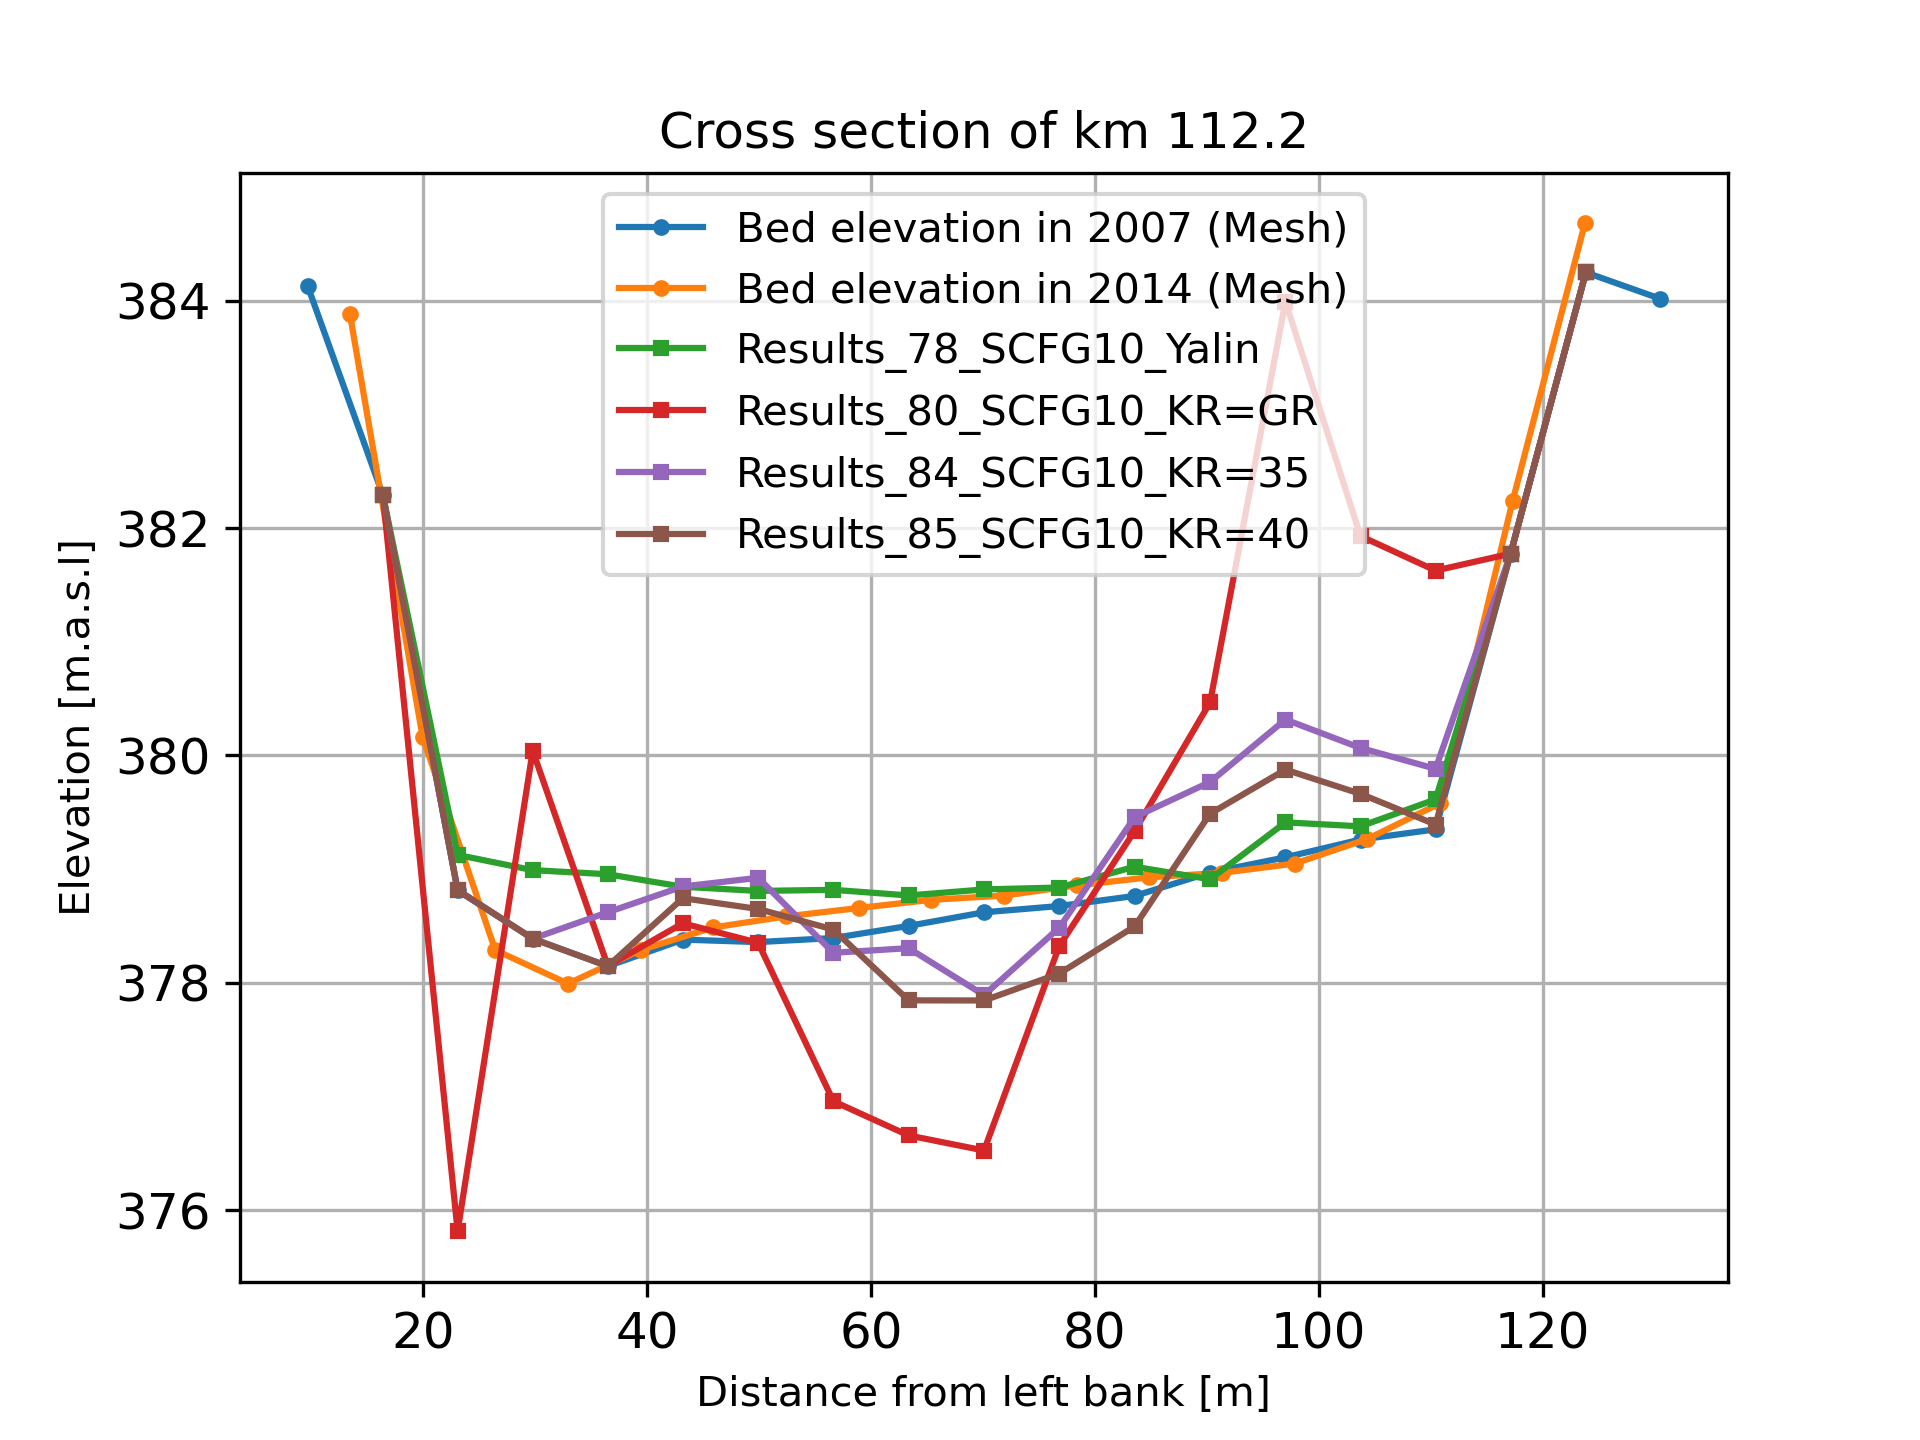 Cross section of km 112.2
Bed elevation in 2007 (Mesh)
Bed elevation in 2014 (Mesh)
Results_78_SCFG10_Yalin
Results_80_SCFG10_KR=GR
Results_84_SCFG10_KR=35
Results_85_SCFG10_KR=40
Elevation [m.a.s.l]
384
382
380
378
376
20 40 60 80 100 120
Distance from left bank [m]